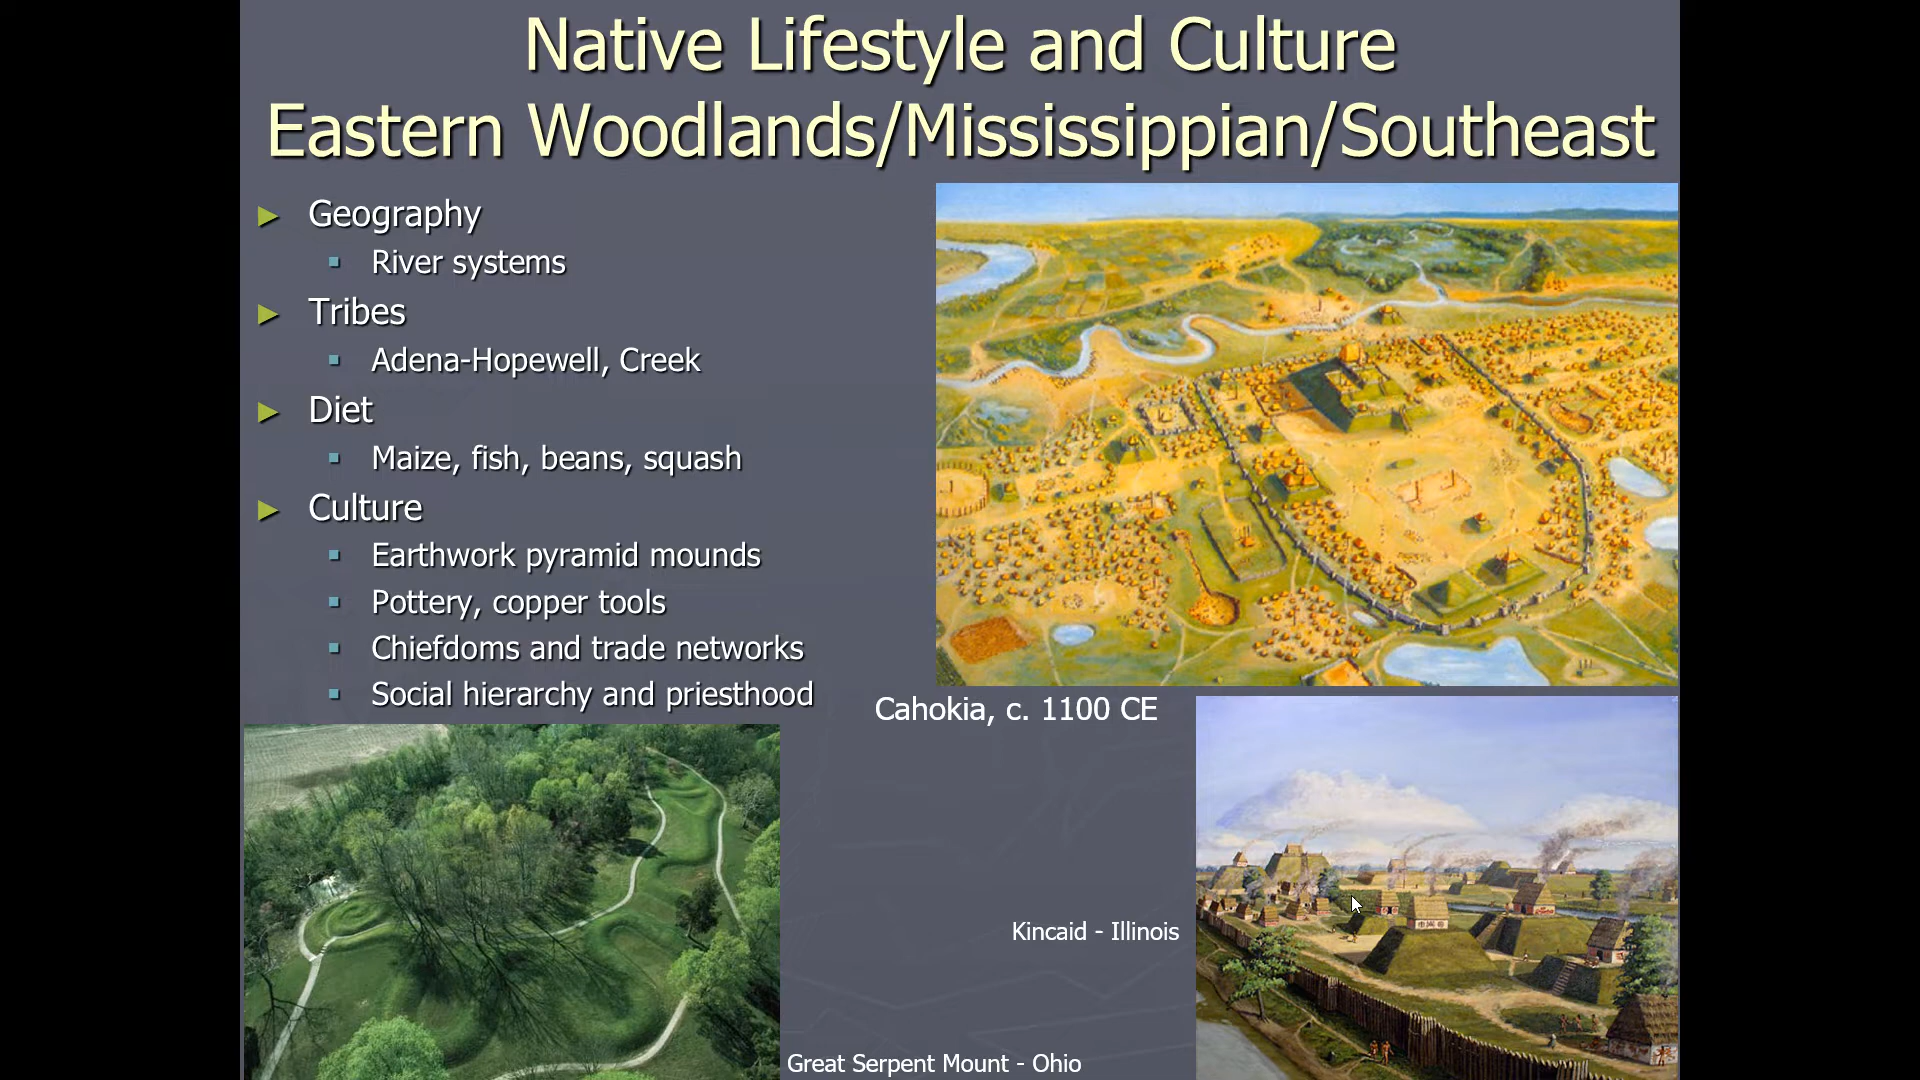 Native Lifestyle and Culture
Eastern Woodlands/Mississippian/Southeast
Geography
River systems
Tribes
Adena-Hopewell, Creek
Diet
Maize, fish, beans, squash
Culture
Earthwork pyramid mounds
Pottery, copper tools
Chiefdoms and trade networks
Social hierarchy and priesthood
Cahokia, c. 1100 CE
Kincaid - Illinois
Great Serpent Mount - Ohio